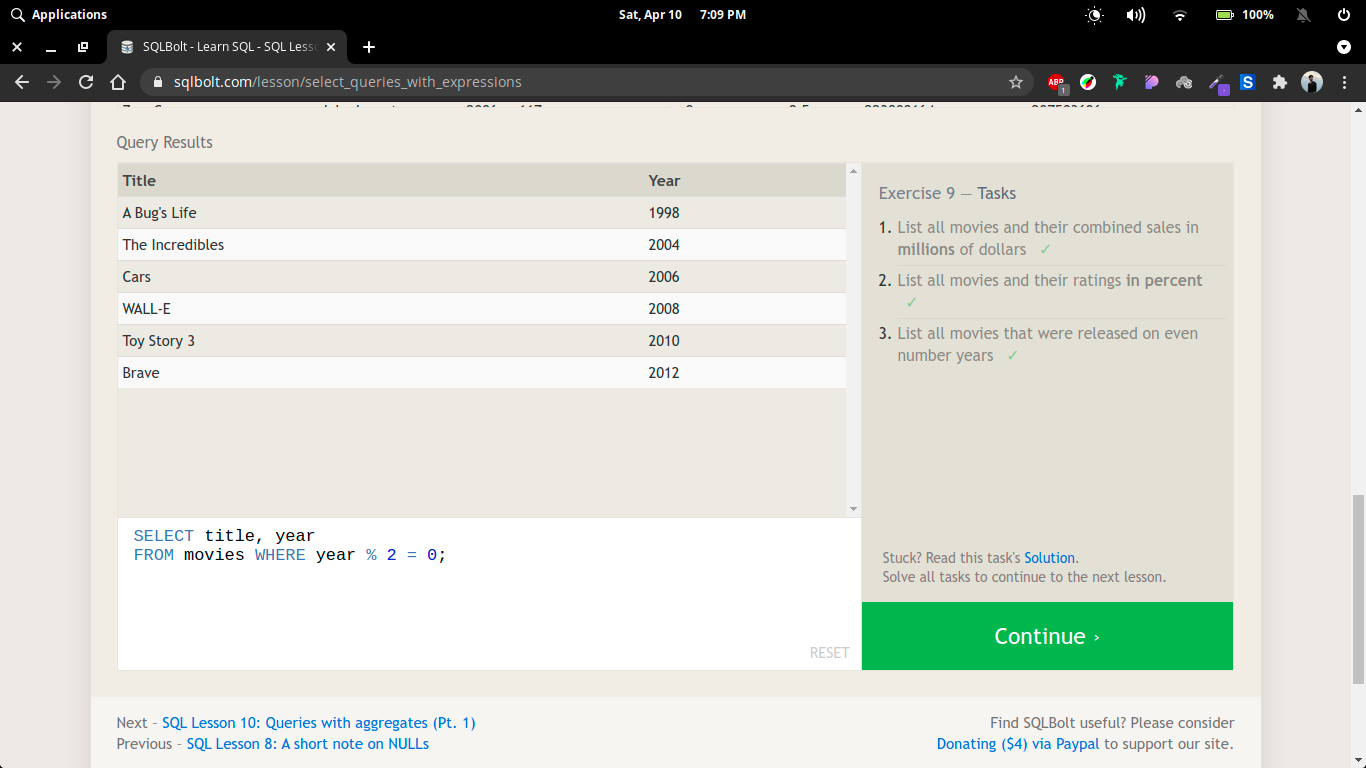 Applications
Sat, Apr 10 7:09 PM
100%
SQLBolt - Learn SQL - SQL Less
sqlbolt.com/lesson/select_queries_with_expressions
ABP
1
S
Query Results
Title Year
A Bug's Life 1998
The Incredibles 2004
Cars 2006
WALL-E 2008
Toy Story 3 2010
Brave 2012
SELECT title, year
FROM movies WHERE year % 2 = 0;
RESET
Exercise 9 — Tasks
1. List all movies and their combined sales in
millions of dollars ✓
2. List all movies and their ratings in percent
✓
3. List all movies that were released on even
number years ✓
Stuck? Read this task's Solution.
Solve all tasks to continue to the next lesson.
Continue ›
Next - SQL Lesson 10: Queries with aggregates (Pt. 1)
Previous - SQL Lesson 8: A short note on NULLs
Find SQLBolt useful? Please consider
Donating ($4) via Paypal to support our site.